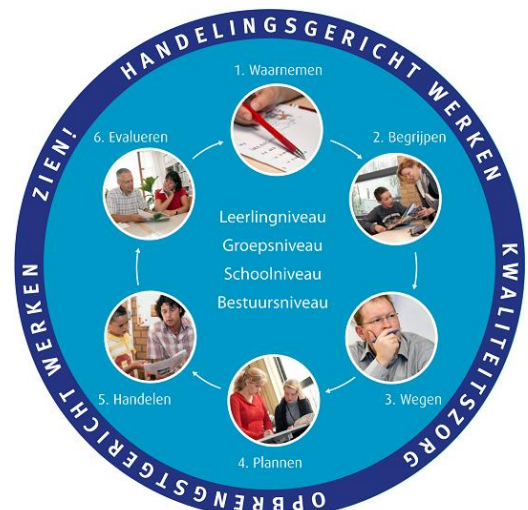 HANDELINGSGERICHT WERKEN
KWALITEITSZORG
OPBRENGSTGERICHT WERKEN
ZIEN!
1. Waarnemen
2. Begrijpen
3. Wegen
4. Plannen
5. Handelen
6. Evalueren
Leerlingniveau
Groepsniveau
Schoolniveau
Bestuursniveau